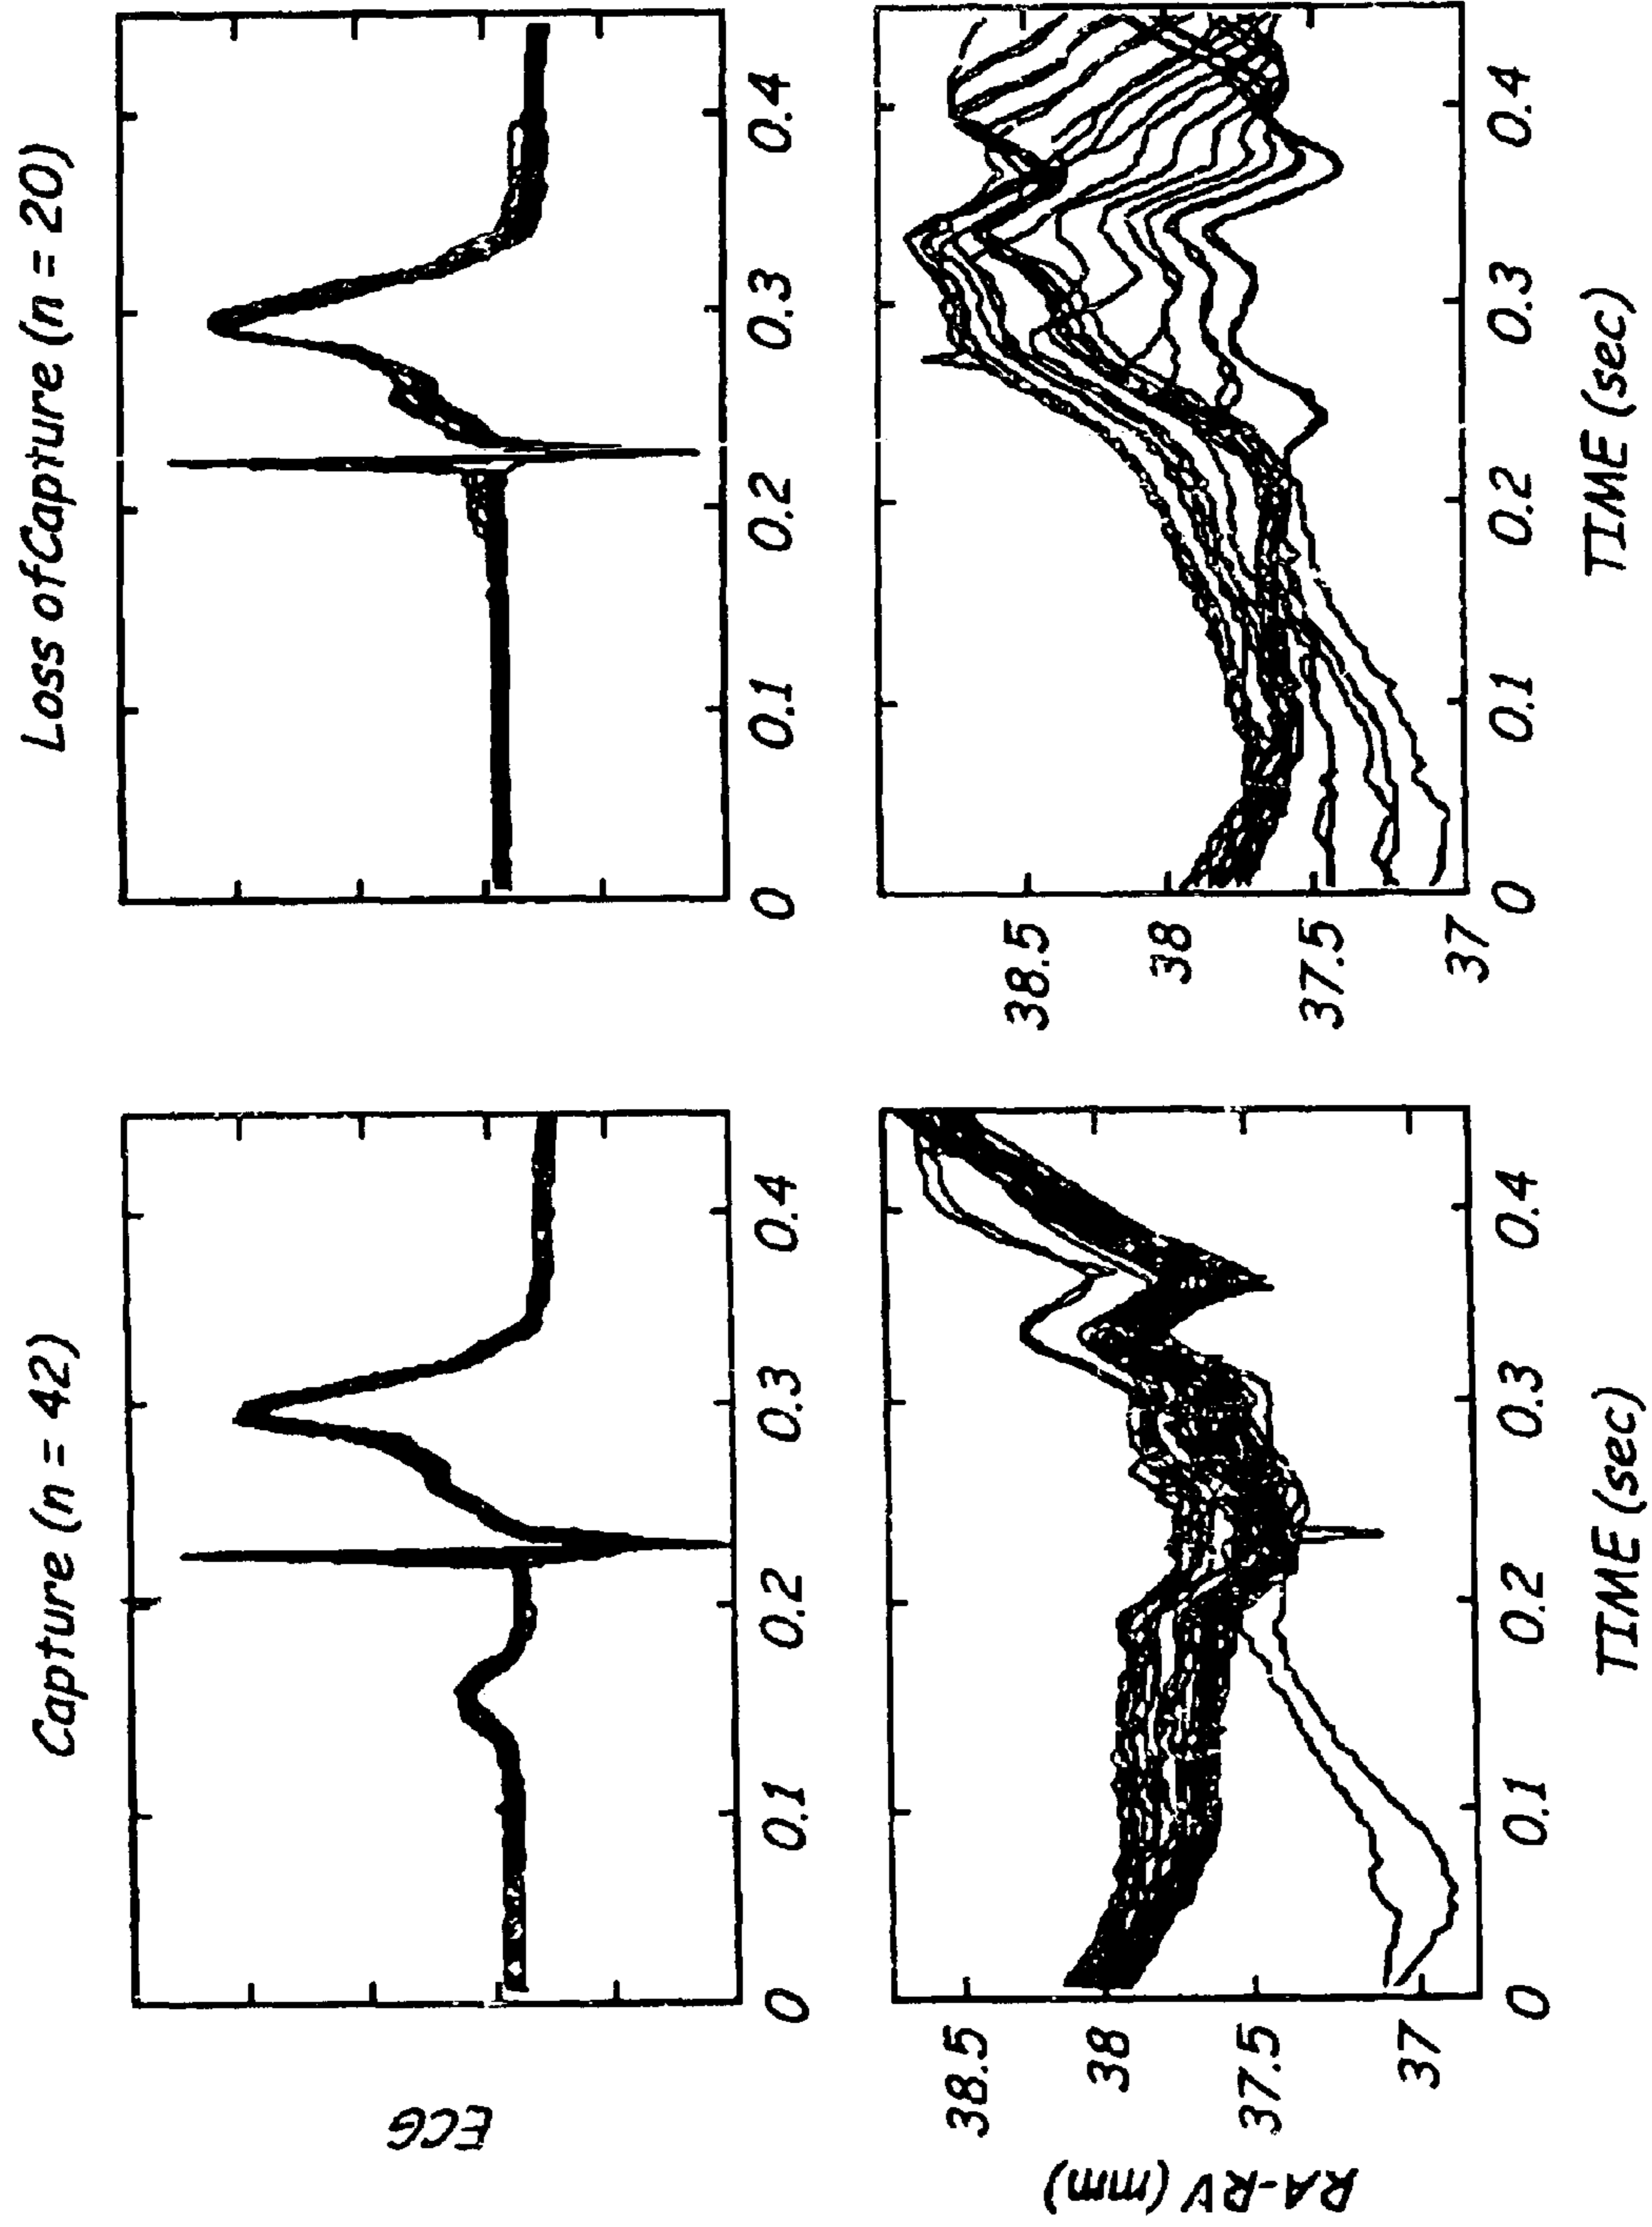 Capture (n = 42)
Loss of Capture (n = 20)
ECG
0 0.1 0.2 0.3 0.4
0 0.1 0.2 0.3 0.4
RA-RV (mm)
38.5
38
37.5
37
38.5
38
37.5
37
0 0.1 0.2 0.3 0.4
0 0.1 0.2 0.3 0.4
TIME (sec)
TIME (sec)